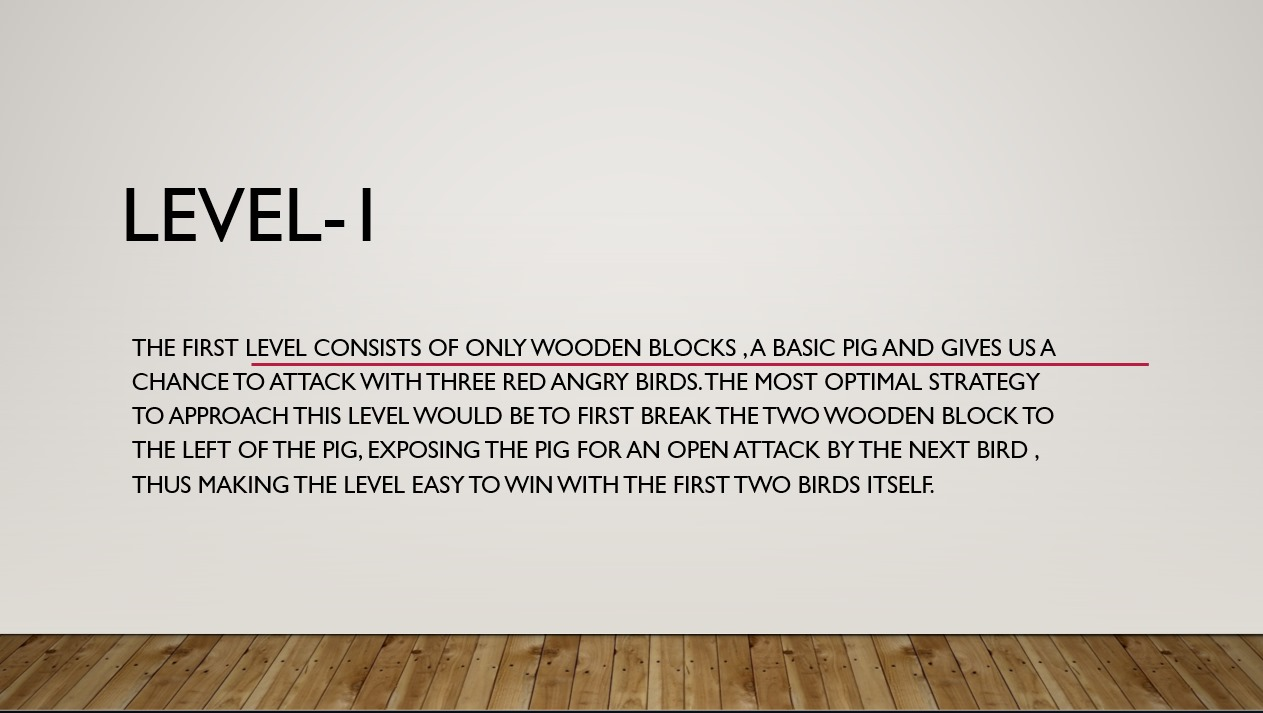 LEVEL-1
THE FIRST LEVEL CONSISTS OF ONLY WOODEN BLOCKS , A BASIC PIG AND GIVES US A
CHANCE TO ATTACK WITH THREE RED ANGRY BIRDS. THE MOST OPTIMAL STRATEGY
TO APPROACH THIS LEVEL WOULD BE TO FIRST BREAK THE TWO WOODEN BLOCK TO
THE LEFT OF THE PIG, EXPOSING THE PIG FOR AN OPEN ATTACK BY THE NEXT BIRD ,
THUS MAKING THE LEVEL EASY TO WIN WITH THE FIRST TWO BIRDS ITSELF.